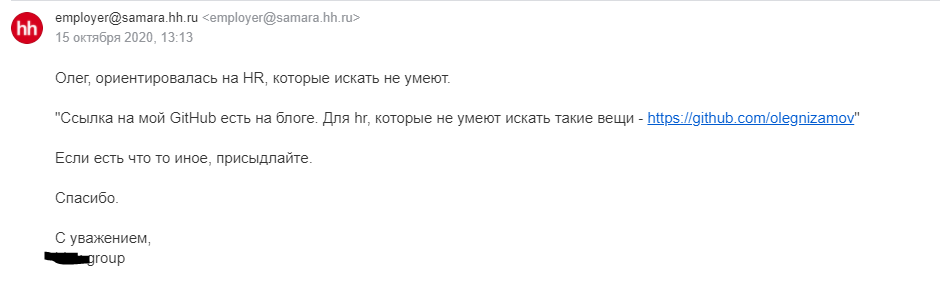 hh
employer@samara.hh.ru <employer@samara.hh.ru>
15 октября 2020, 13:13
Олег, ориентировалась на HR, которые искать не умеют.
"Ссылка на мой GitHub есть на блоге. Для hr, которые не умеют искать такие вещи - https://github.com/olegnizamov"
Если есть что то иное, присыдлайте.
Спасибо.
С уважением,
group